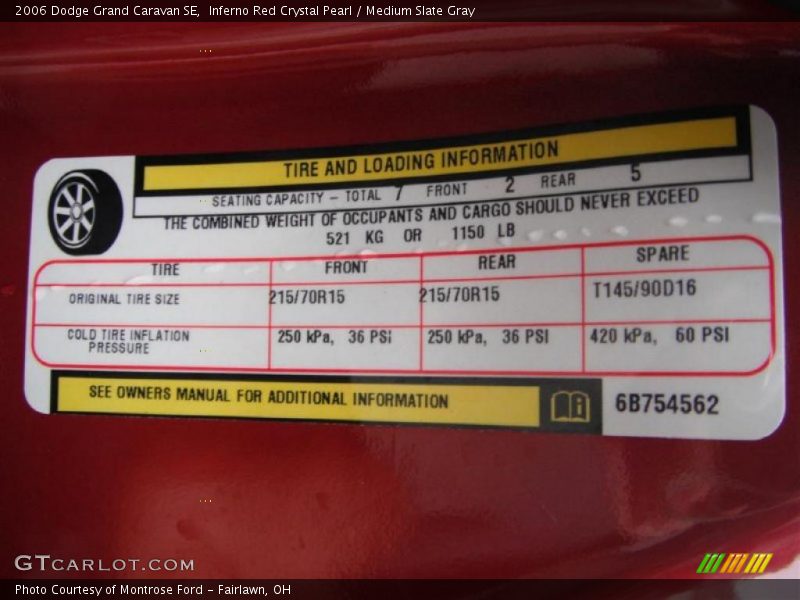 2006 Dodge Grand Caravan SE,  Inferno Red Crystal Pearl / Medium Slate Gray
TIRE AND LOADING INFORMATION
SEATING CAPACITY – TOTAL 7 FRONT 2 REAR 5
THE COMBINED WEIGHT OF OCCUPANTS AND CARGO SHOULD NEVER EXCEED
521 KG OR 1150 LB
TIRE FRONT REAR SPARE
ORIGINAL TIRE SIZE 215/70R15 215/70R15 T145/90D16
COLD TIRE INFLATION
PRESSURE 250 kPa, 36 PSi 250 kPa, 36 PSI 420 kPa, 60 PSI
SEE OWNERS MANUAL FOR ADDITIONAL INFORMATION 6B754562
GTCARLOT.COM
Photo Courtesy of Montrose Ford - Fairlawn, OH